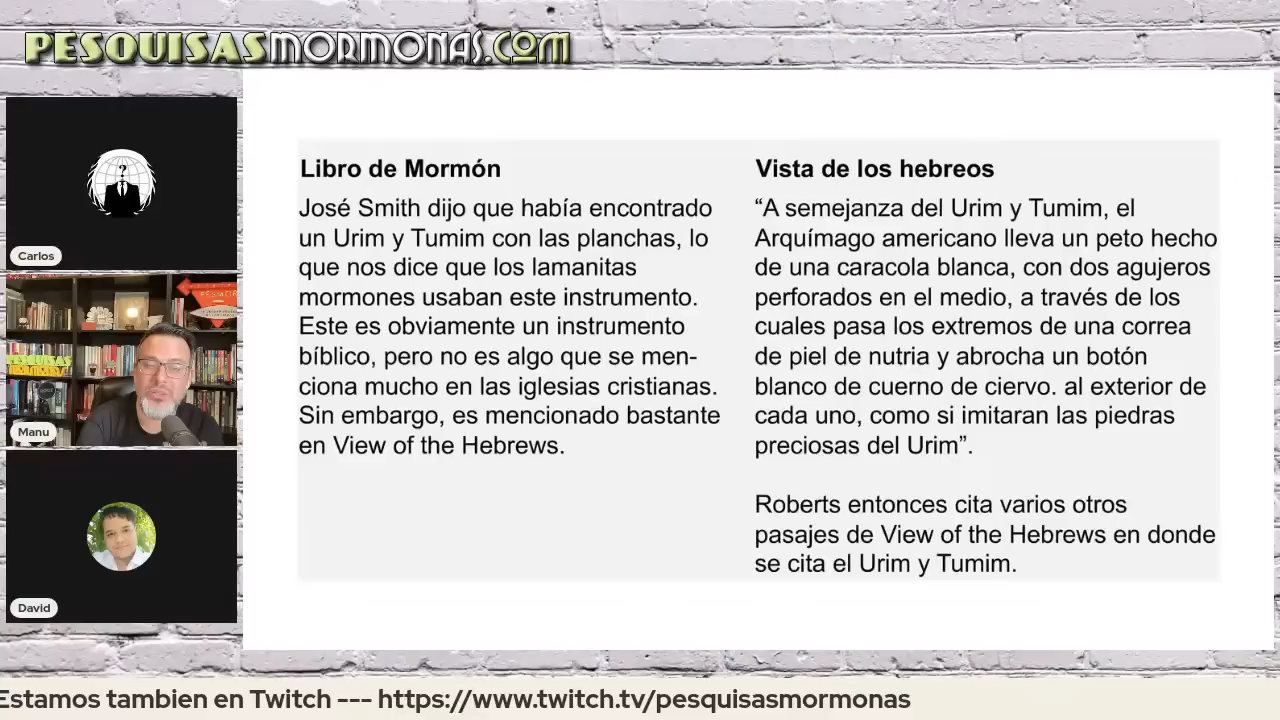 PESQUISASMORMONAS.COM
Carlos
Manu
David
Libro de Mormón
José Smith dijo que había encontrado
un Urim y Tumim con las planchas, lo
que nos dice que los lamanitas
mormones usaban este instrumento.
Este es obviamente un instrumento
bíblico, pero no es algo que se men-
ciona mucho en las iglesias cristianas.
Sin embargo, es mencionado bastante
en View of the Hebrews.
Vista de los hebreos
“A semejanza del Urim y Tumim, el
Arquímago americano lleva un peto hecho
de una caracola blanca, con dos agujeros
perforados en el medio, a través de los
cuales pasa los extremos de una correa
de piel de nutria y abrocha un botón
blanco de cuerno de ciervo. al exterior de
cada uno, como si imitaran las piedras
preciosas del Urim”.
Roberts entonces cita varios otros
pasajes de View of the Hebrews en donde
se cita el Urim y Tumim.
Estamos tambien en Twitch --- https://www.twitch.tv/pesquisasmormonas